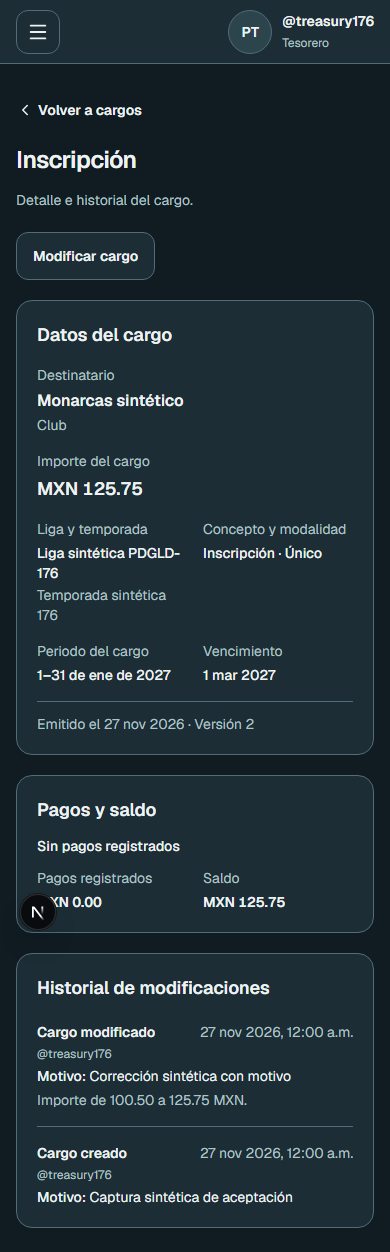 PT
@treasury176
Tesorero
Volver a cargos
Inscripción
Detalle e historial del cargo.
Modificar cargo
Datos del cargo
Destinatario
Monarcas sintético
Club
Importe del cargo
MXN 125.75
Liga y temporada
Liga sintética PDGLD-
176
Temporada sintética
176
Concepto y modalidad
Inscripción · Único
Periodo del cargo
1–31 de ene de 2027
Vencimiento
1 mar 2027
Emitido el 27 nov 2026 · Versión 2
Pagos y saldo
Sin pagos registrados
Pagos registrados
XN 0.00
Saldo
MXN 125.75
N
Historial de modificaciones
Cargo modificado
27 nov 2026, 12:00 a.m.
@treasury176
Motivo: Corrección sintética con motivo
Importe de 100.50 a 125.75 MXN.
Cargo creado
27 nov 2026, 12:00 a.m.
@treasury176
Motivo: Captura sintética de aceptación